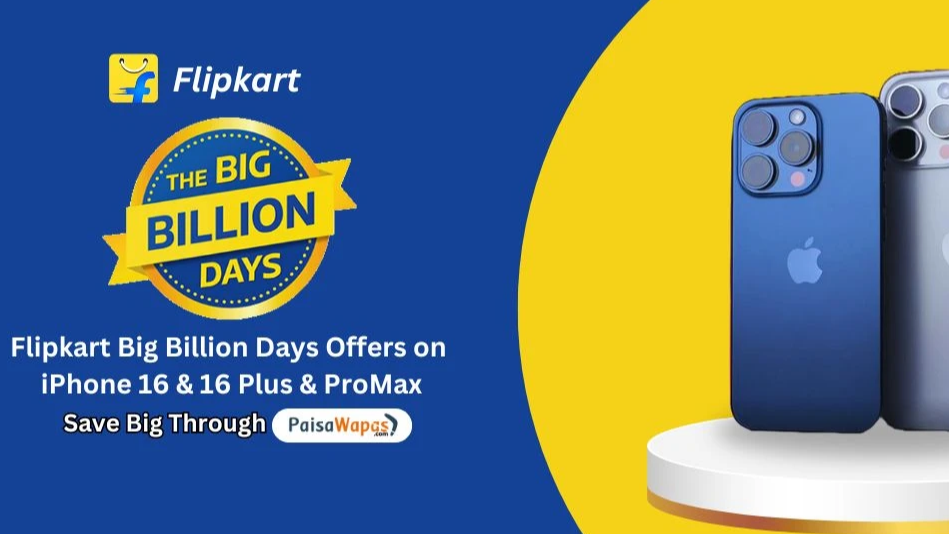 Flipkart
THE BIG
BILLION
DAYS
Flipkart Big Billion Days Offers on
iPhone 16 & 16 Plus & ProMax
Save Big Through PaisaWapas
.com